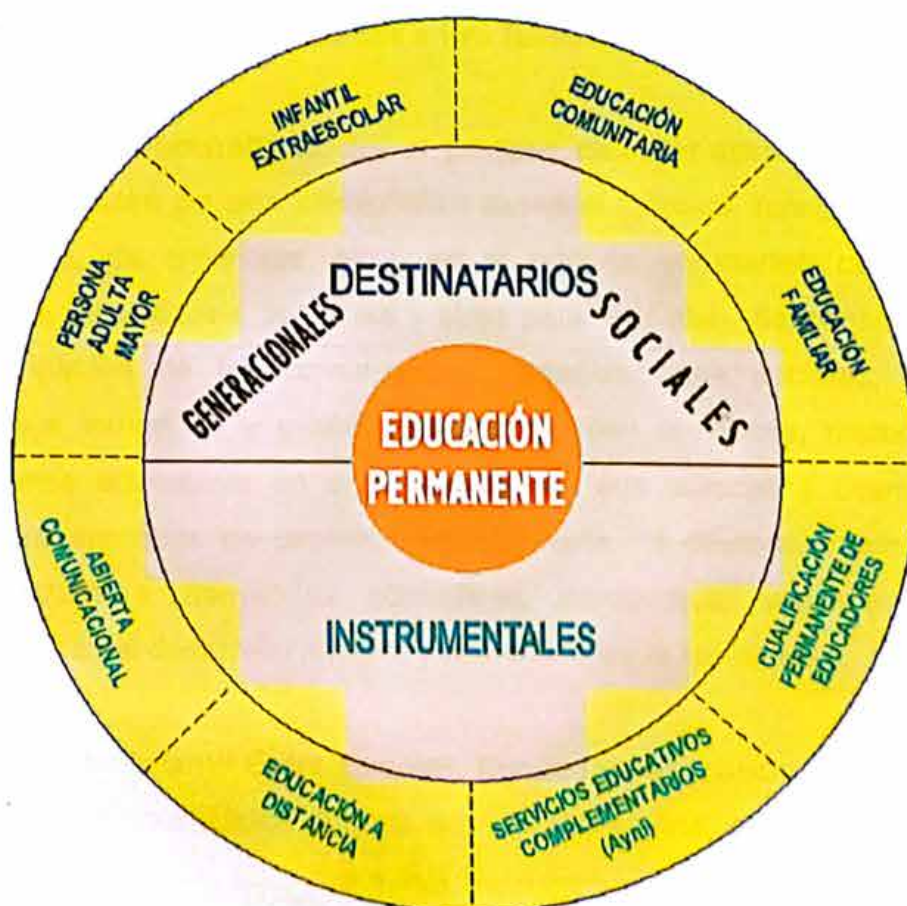 INFANTIL
EXTRAESCOLAR
EDUCACIÓN
COMUNITARIA
PERSONA
ADULTA
MAYOR
EDUCACIÓN
FAMILIAR
DESTINATARIOS
GENERACIONALES
SOCIALES
EDUCACIÓN
PERMANENTE
INSTRUMENTALES
ABIERTA
COMUNICACIONAL
EDUCACIÓN A
DISTANCIA
SERVICIOS EDUCATIVOS
COMPLEMENTARIOS
(Ayni)
CUALIFICACIÓN
PERMANENTE DE
EDUCADORES